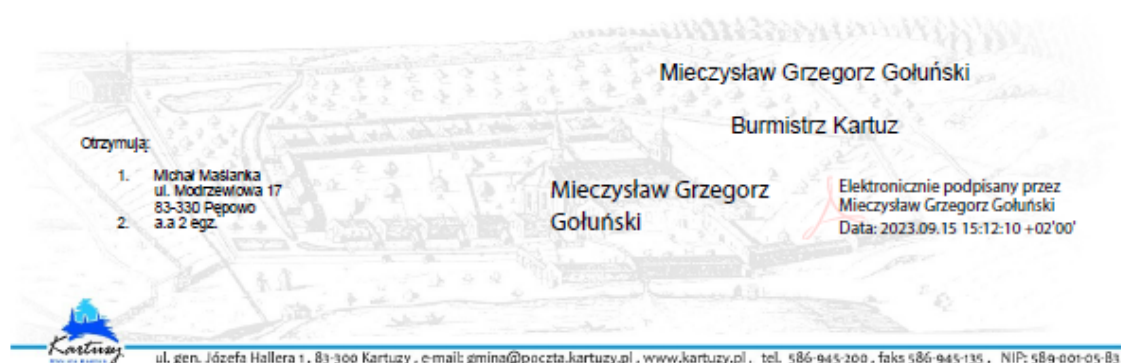 Mieczysław Grzegorz Gołuński
Burmistrz Kartuz
Otrzymują:
1. Michał Maślanka
ul. Modrzewiowa 17
83-330 Pępowo
2. a.a 2 egz.
Mieczysław Grzegorz
Gołuński
Elektronicznie podpisany przez
Mieczysław Grzegorz Gołuński
Data: 2023.09.15 15:12:10 +02'00'
Kartuzy
ul. gen. Józefa Hallera 1 , 83-300 Kartuzy , e-mail: gmina@poczta.kartuzy.pl , www.kartuzy.pl , tel. 586-945-200 , faks 586-945-135 , NIP: 589-001-05-83